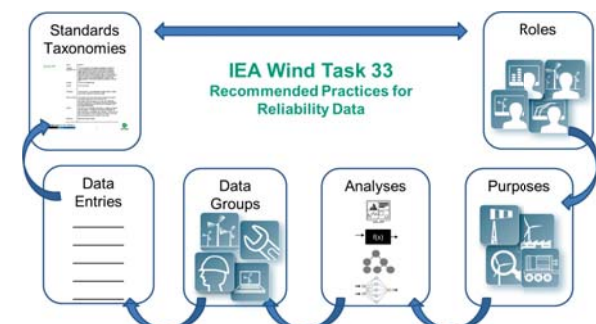 Standards
Taxonomies
IEA Wind Task 33
Recommended Practices for
Reliability Data
Roles
Data
Entries
Data
Groups
Analyses
f(x)
Purposes